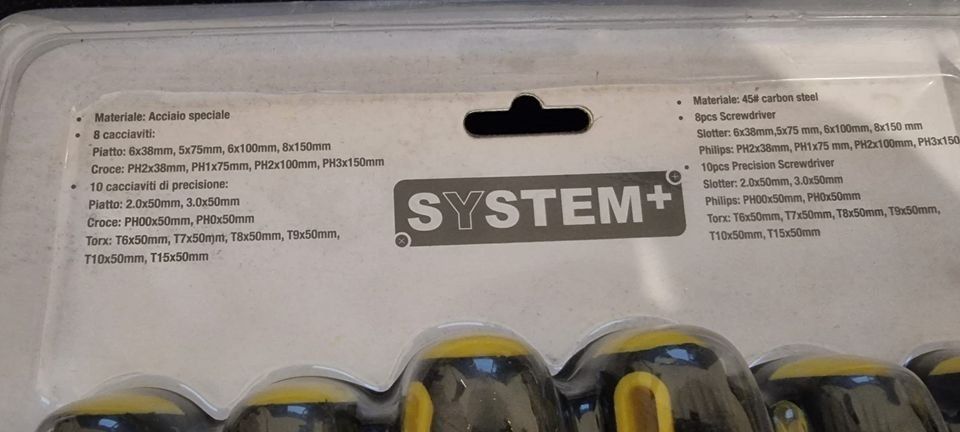 Materiale: Acciaio speciale
8 cacciaviti:
Piatto: 6x38mm, 5x75mm, 6x100mm, 8x150mm
Croce: PH2x38mm, PH1x75mm, PH2x100mm, PH3x150mm
10 cacciaviti di precisione:
Piatto: 2.0x50mm, 3.0x50mm
Croce: PH00x50mm, PH0x50mm
Torx: T6x50mm, T7x50mm, T8x50mm, T9x50mm,
T10x50mm, T15x50mm
SYSTEM+
Materiale: 45# carbon steel
8pcs Screwdriver
Slotter: 6x38mm,5x75 mm, 6x100mm, 8x150 mm
Philips: PH2x38mm, PH1x75 mm, PH2x100mm, PH3x150
10pcs Precision Screwdriver
Slotter: 2.0x50mm, 3.0x50mm
Philips: PH00x50mm, PH0x50mm
Torx: T6x50mm, T7x50mm, T8x50mm, T9x50mm,
T10x50mm, T15x50mm